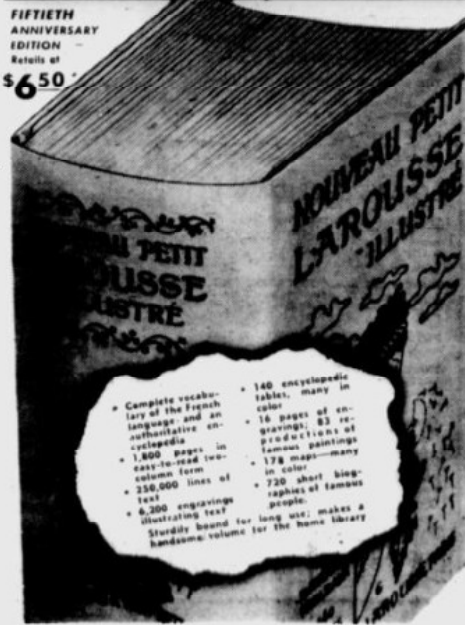 FIFTIETH
ANNIVERSARY
EDITION
Retails at
$6.50
NOUVEAU PETIT
LAROUSSE
ILLUSTRÉ
AU PETIT
OUSSE
USTRÉ
• Complete vocabu-
lary of the French
language and an
authoritative en-
cyclopedia
• 1,800 pages in
easy-to-read two-
column form
• 250,000 lines of
text
• 6,200 engravings
illustrating text
• 140 encyclopedic
tables, many in
color
• 16 pages of en-
gravings; 83 re-
productions of
famous paintings
• 178 maps—many
in color
• 720 short biog-
raphies of famous
people.
Sturdily bound for long use; makes a
handsome volume for the home library